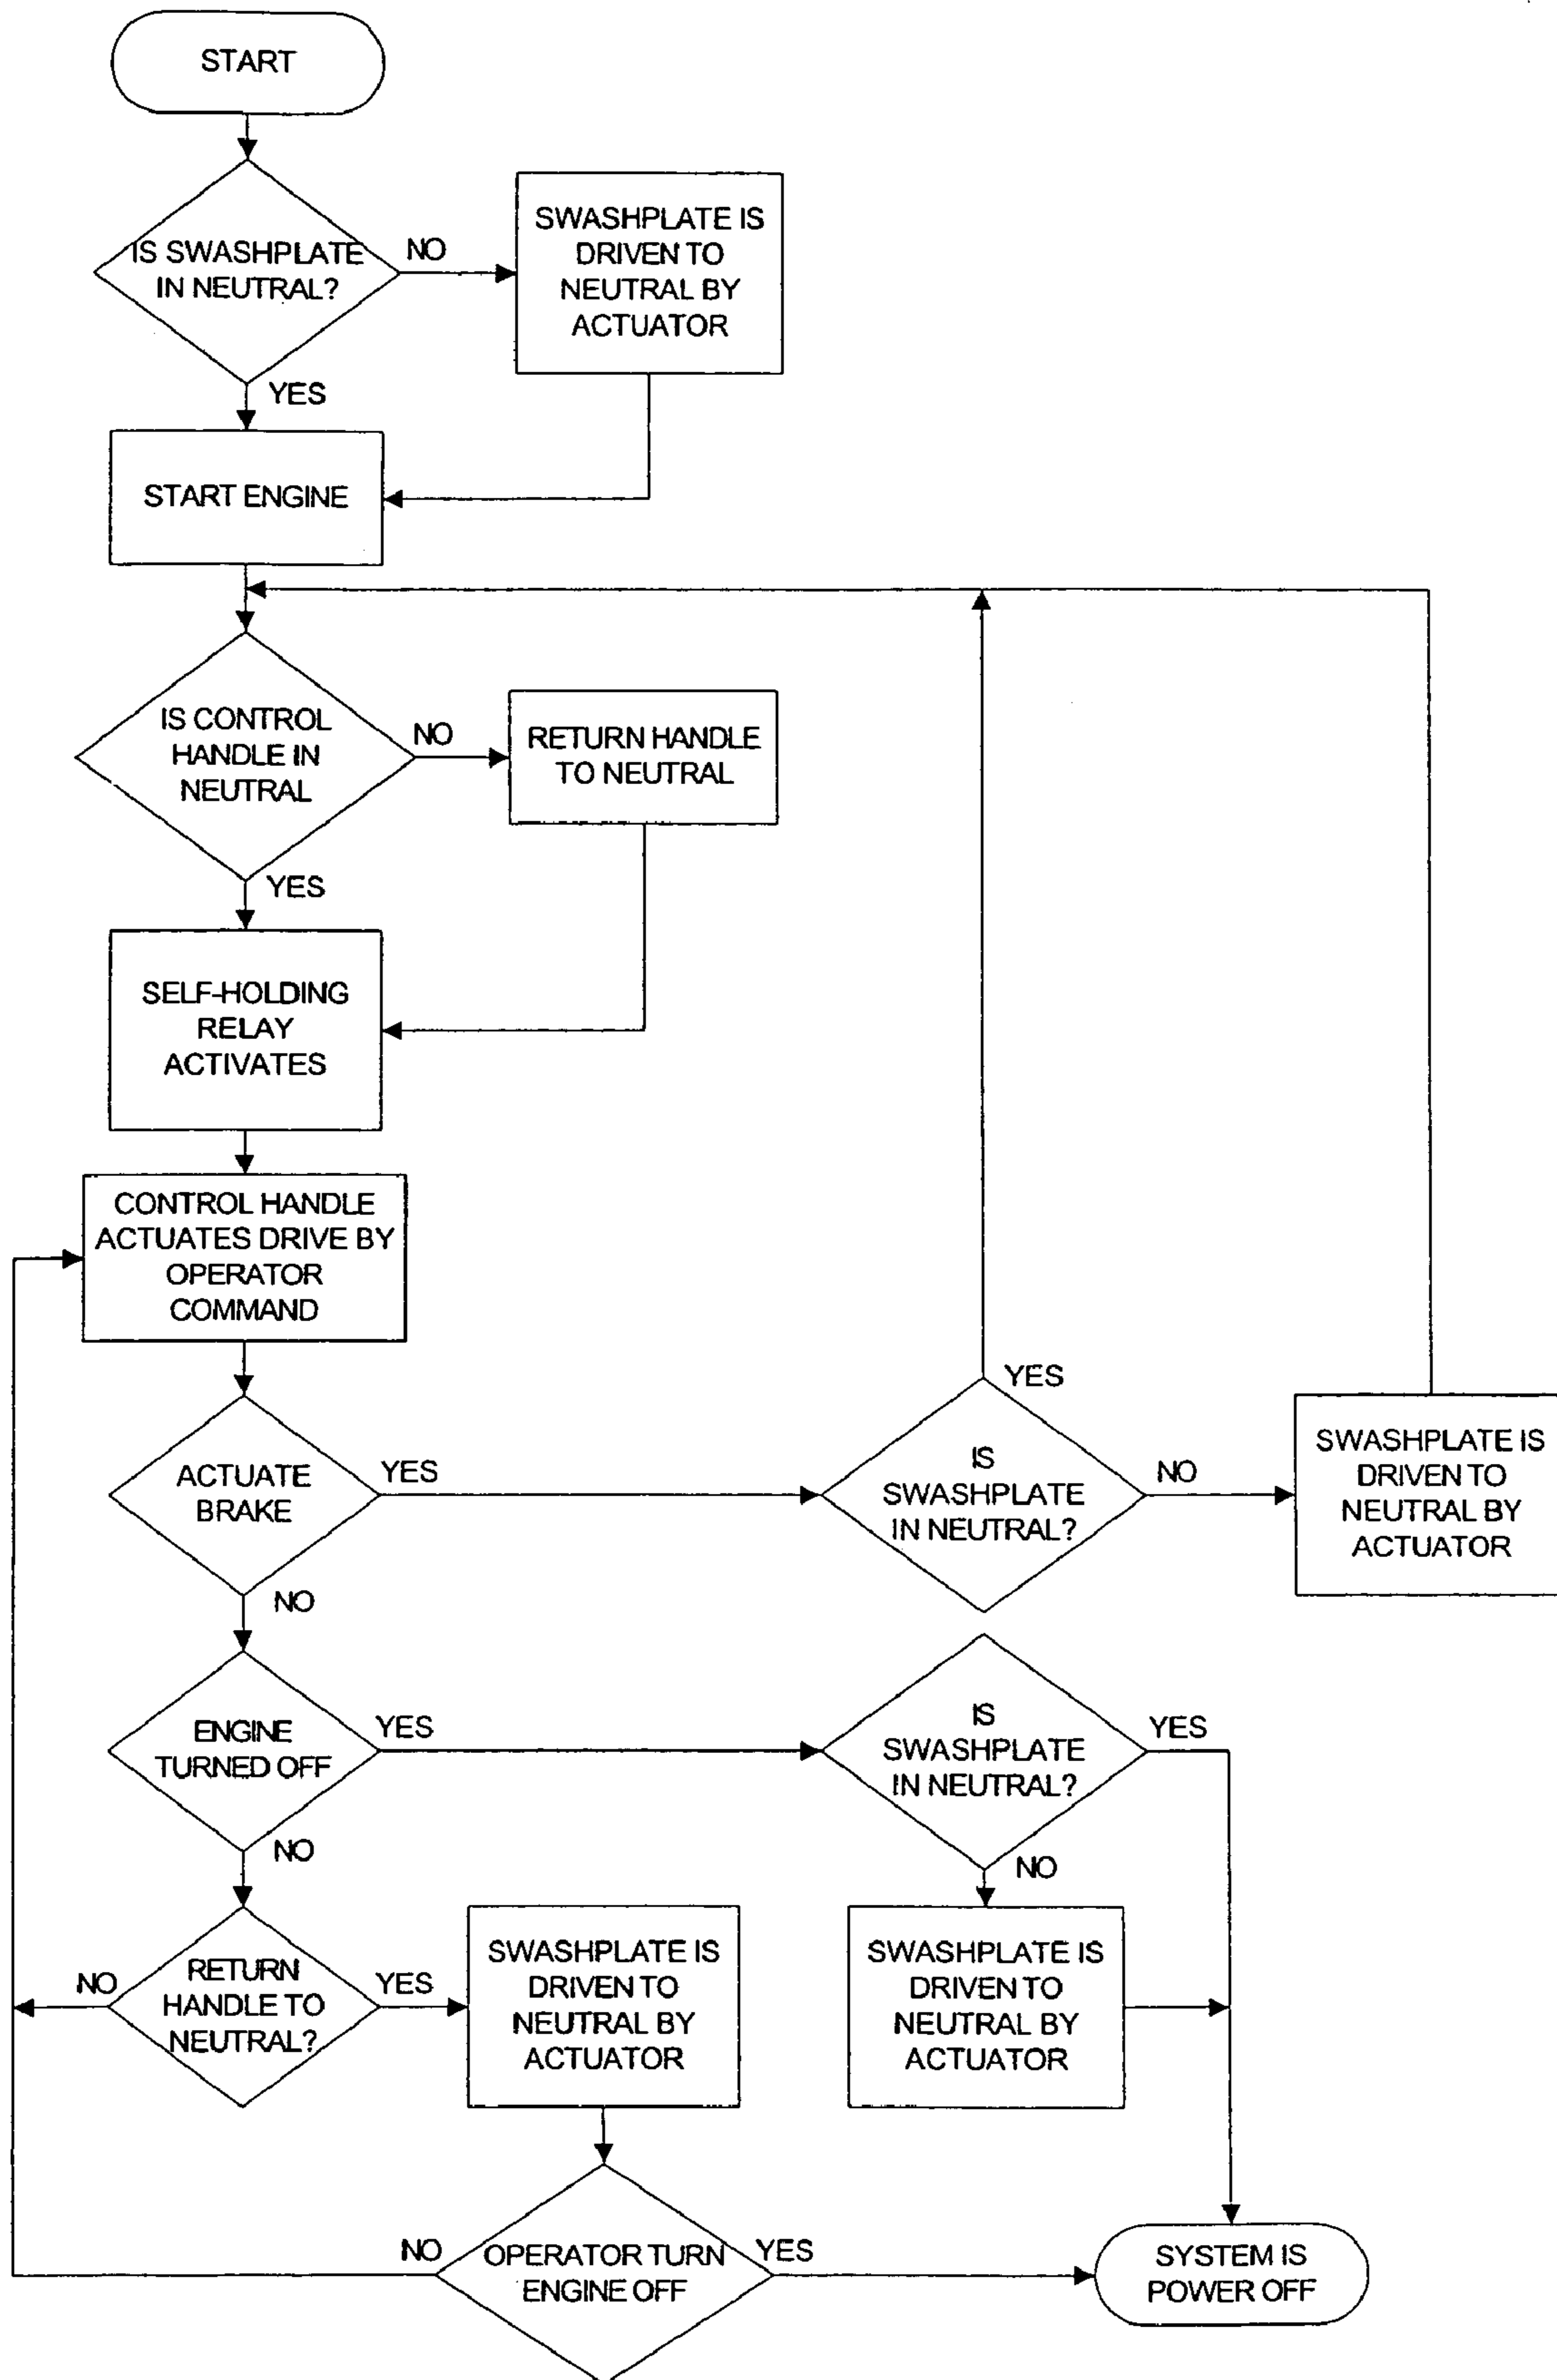 START
IS SWASHPLATE
IN NEUTRAL?
NO
SWASHPLATE IS
DRIVEN TO
NEUTRAL BY
ACTUATOR
YES
START ENGINE
IS CONTROL
HANDLE IN
NEUTRAL
NO
RETURN HANDLE
TO NEUTRAL
YES
SELF-HOLDING
RELAY
ACTIVATES
CONTROL HANDLE
ACTUATES DRIVE BY
OPERATOR
COMMAND
ACTUATE
BRAKE
YES
IS
SWASHPLATE
IN NEUTRAL?
YES
NO
SWASHPLATE IS
DRIVEN TO
NEUTRAL BY
ACTUATOR
NO
ENGINE
TURNED OFF
YES
IS
SWASHPLATE
IN NEUTRAL?
YES
NO
SWASHPLATE IS
DRIVEN TO
NEUTRAL BY
ACTUATOR
NO
RETURN
HANDLE TO
NEUTRAL?
NO
YES
SWASHPLATE IS
DRIVEN TO
NEUTRAL BY
ACTUATOR
OPERATOR TURN
ENGINE OFF
NO
YES
SYSTEM IS
POWER OFF